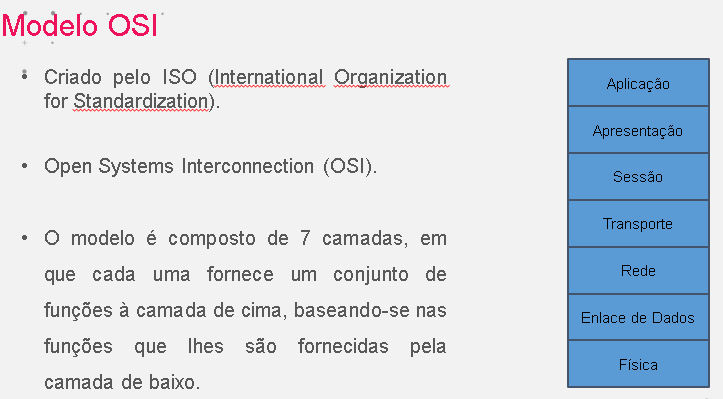 Modelo OSI
• Criado pelo ISO (International Organization
for Standardization).
• Open Systems Interconnection (OSI).
• O modelo é composto de 7 camadas, em
que cada uma fornece um conjunto de
funções à camada de cima, baseando-se nas
funções que lhes são fornecidas pela
camada de baixo.
Aplicação
Apresentação
Sessão
Transporte
Rede
Enlace de Dados
Física